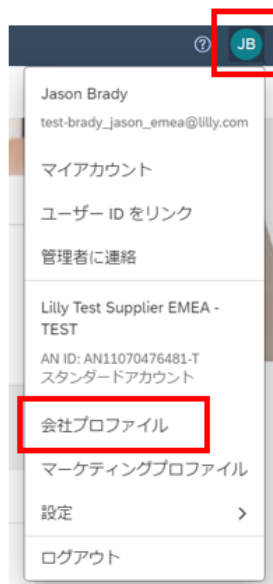 ?
JB
Jason Brady
test-brady_jason_emea@lilly.com
マイアカウント
ユーザー ID をリンク
管理者に連絡
Lilly Test Supplier EMEA -
TEST
AN ID: AN11070476481-T
スタンダードアカウント
会社プロファイル
マーケティングプロファイル
設定
ログアウト